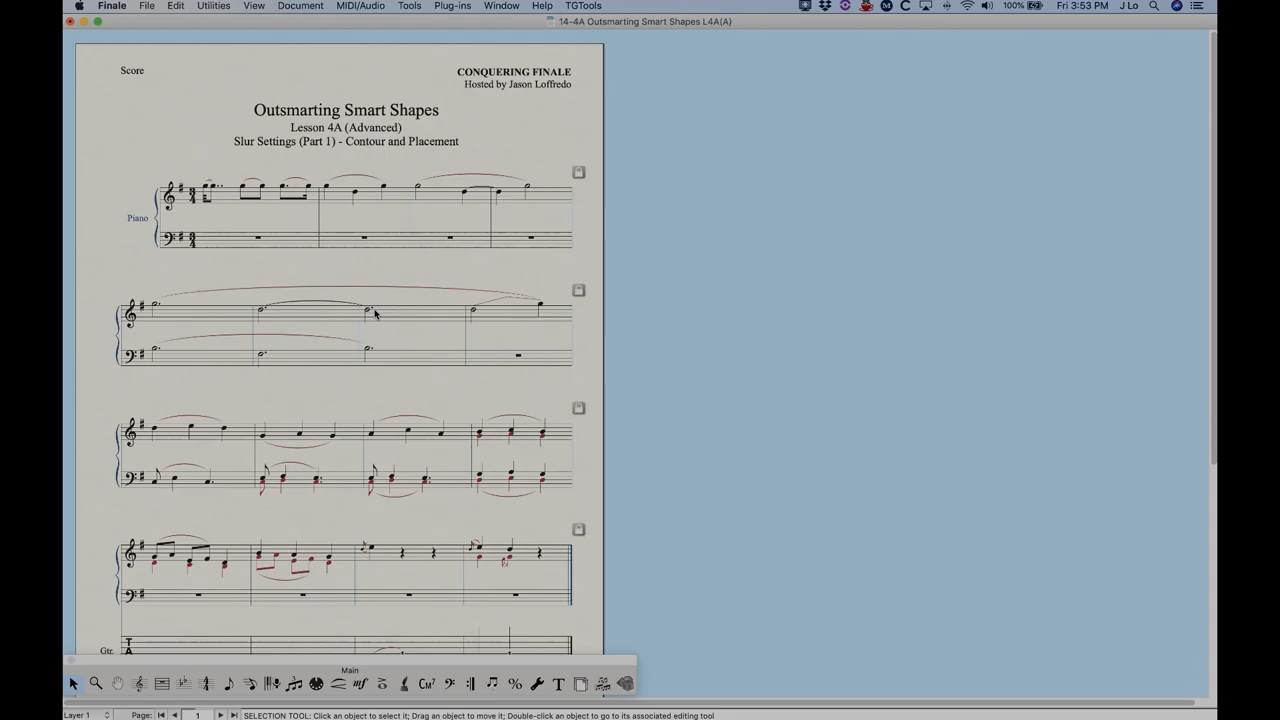 Finale File Edit Utilities View Document MIDI/Audio Tools Plug-ins Window Help TGTools 100% Fri 3:53 PM J Lo
14-4A Outsmarting Smart Shapes L4A(A)
Score
CONQUERING FINALE
Hosted by Jason Loffredo
Outsmarting Smart Shapes
Lesson 4A (Advanced)
Slur Settings (Part 1) - Contour and Placement
Piano
Gtr.
Main
Layer 1 Page: 1 SELECTION TOOL: Click an object to select it; Drag an object to move it; Double-click an object to go to its associated editing tool